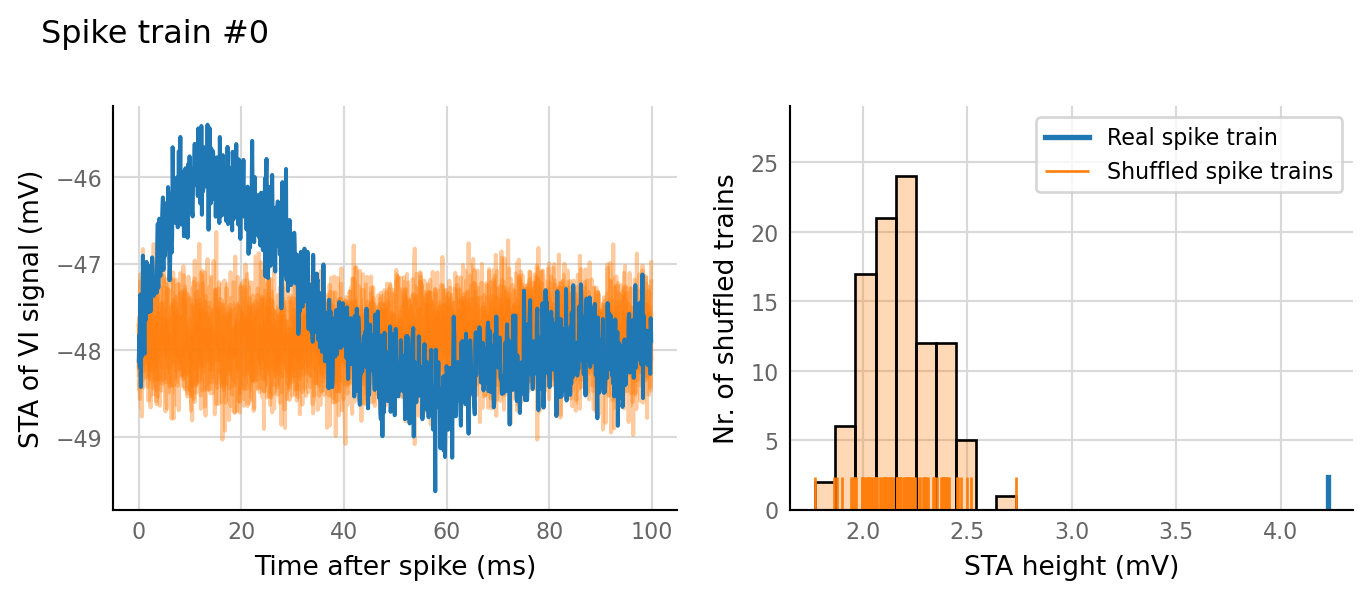 Spike train #0
STA of VI signal (mV)
−46
−47
−48
−49
0 20 40 60 80 100
Time after spike (ms)
Nr. of shuffled trains
25
20
15
10
5
0
2.0 2.5 3.0 3.5 4.0
STA height (mV)
Real spike train
Shuffled spike trains